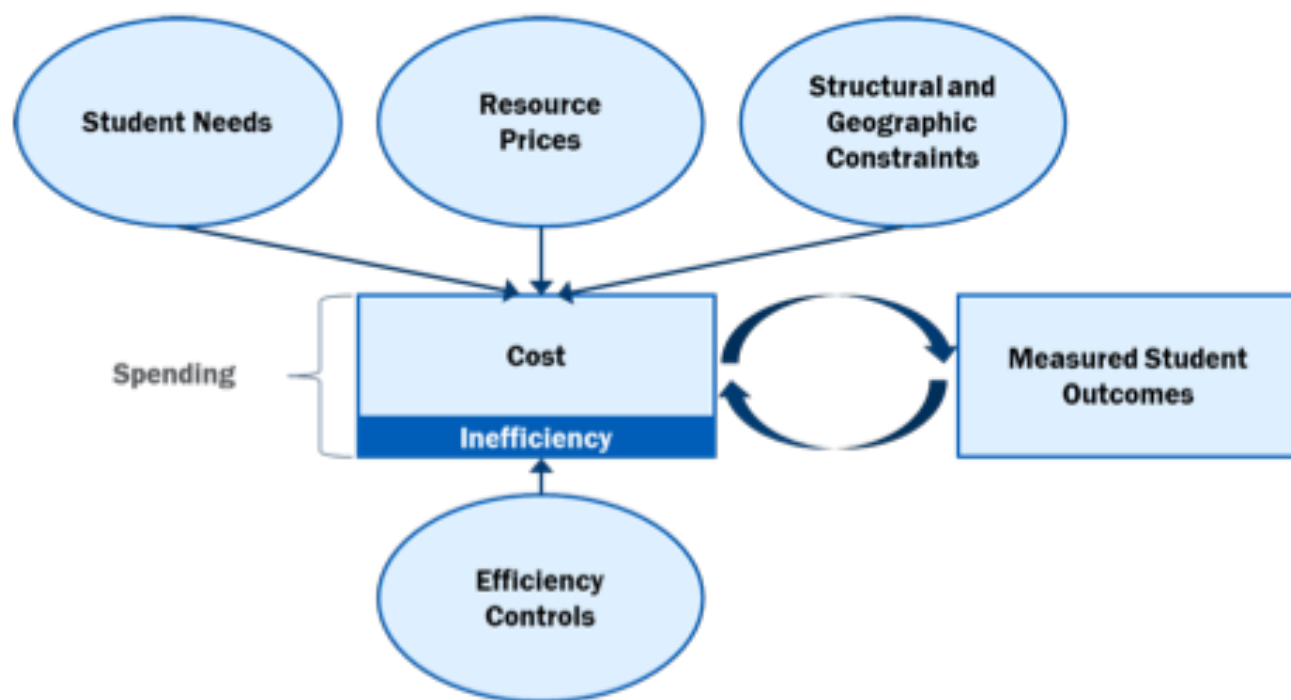 Student Needs
Resource
Prices
Structural and
Geographic
Constraints
Spending
Cost
Inefficiency
Measured Student
Outcomes
Efficiency
Controls